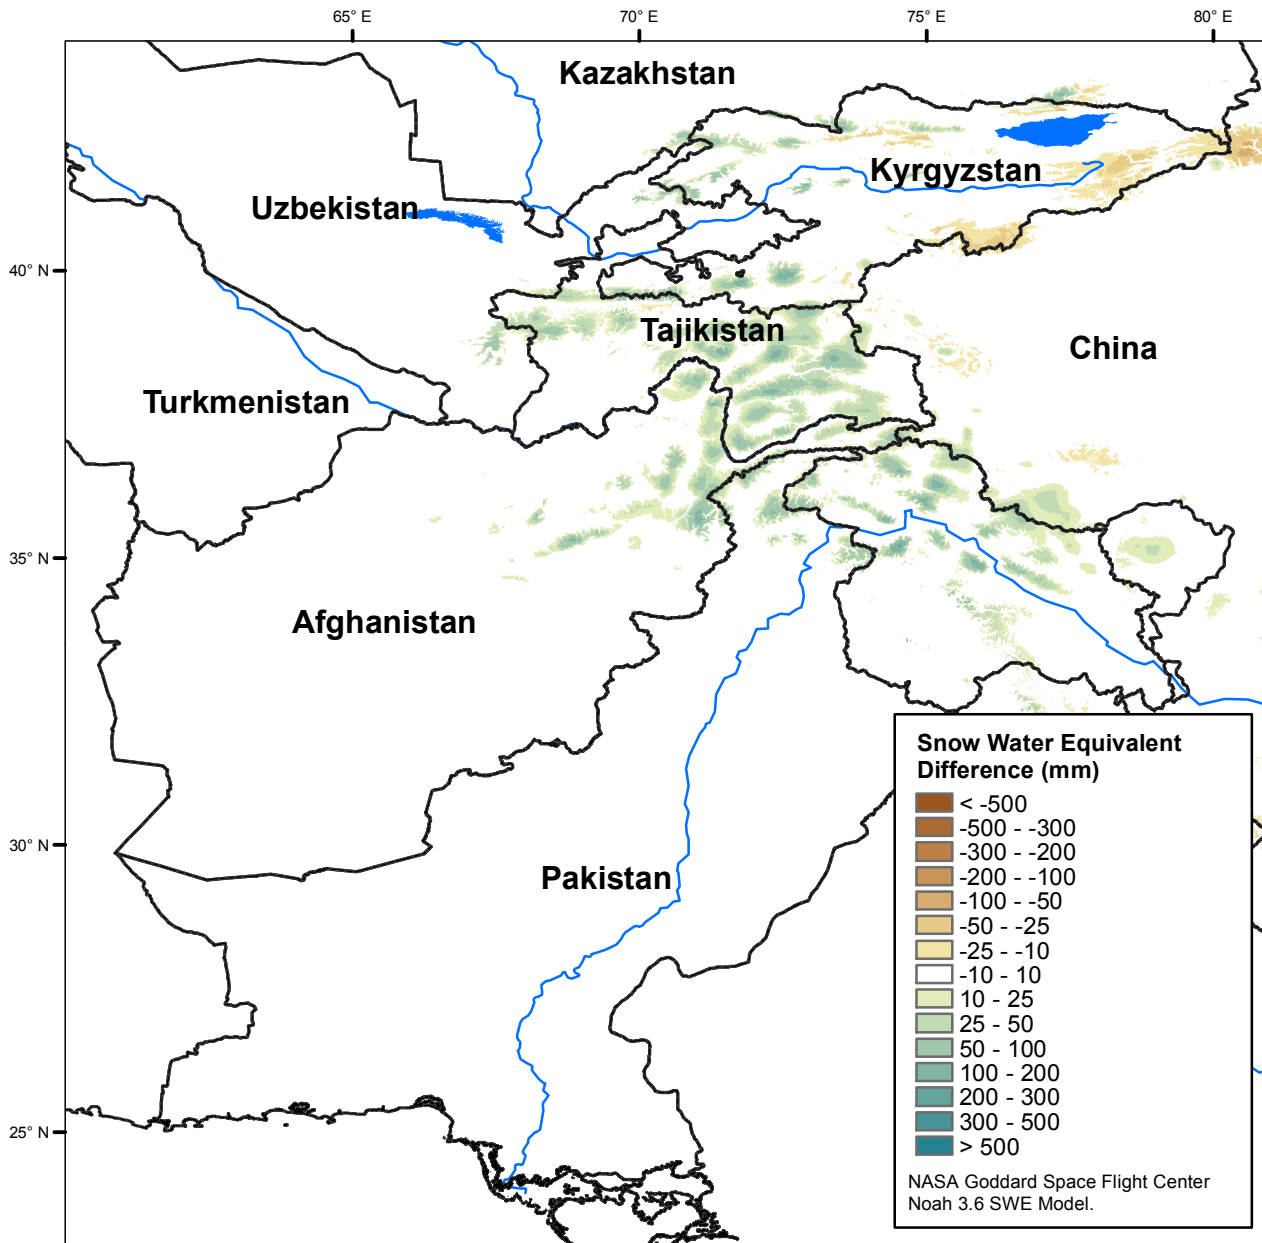 65° E
70° E
75° E
80° E
Kazakhstan
Kyrgyzstan
Uzbekistan
40° N
Tajikistan
China
Turkmenistan
35° N
Afghanistan
Snow Water Equivalent
Difference (mm)
< -500
-500 - -300
-300 - -200
-200 - -100
-100 - -50
-50 - -25
-25 - -10
-10 - 10
10 - 25
25 - 50
50 - 100
100 - 200
200 - 300
300 - 500
> 500
NASA Goddard Space Flight Center
Noah 3.6 SWE Model.
30° N
Pakistan
25° N